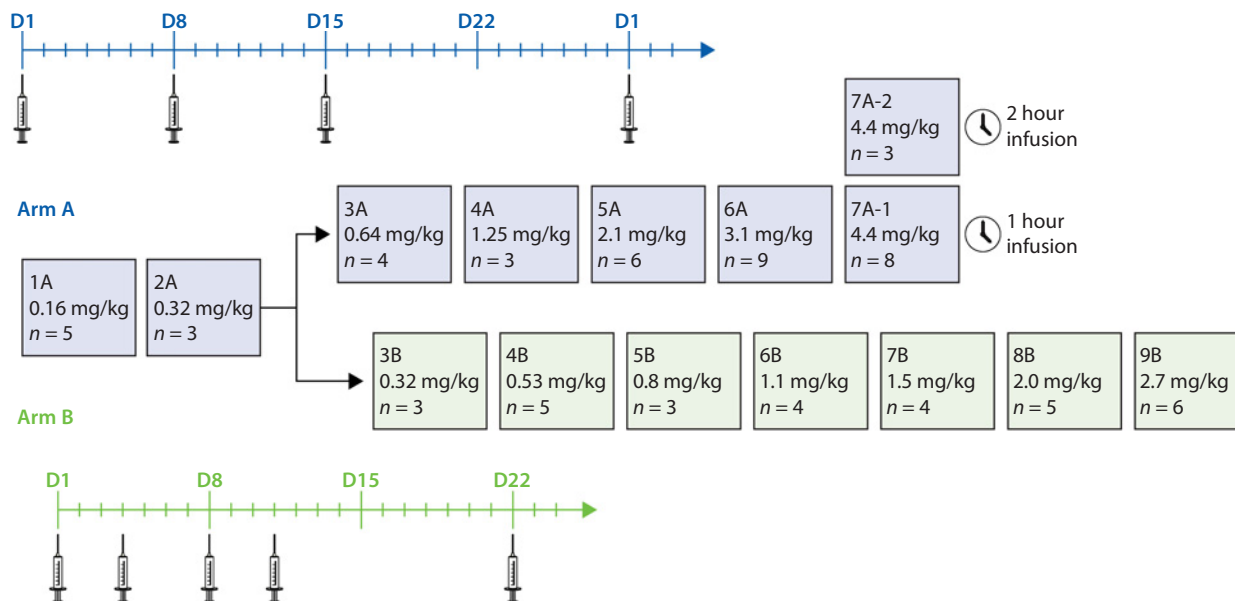 D1 D8 D15 D22 D1
7A-2
4.4 mg/kg
n = 3
2 hour
infusion
Arm A
3A
0.64 mg/kg
n = 4
4A
1.25 mg/kg
n = 3
5A
2.1 mg/kg
n = 6
6A
3.1 mg/kg
n = 9
7A-1
4.4 mg/kg
n = 8
1 hour
infusion
1A
0.16 mg/kg
n = 5
2A
0.32 mg/kg
n = 3
3B
0.32 mg/kg
n = 3
4B
0.53 mg/kg
n = 5
5B
0.8 mg/kg
n = 3
6B
1.1 mg/kg
n = 4
7B
1.5 mg/kg
n = 4
8B
2.0 mg/kg
n = 5
9B
2.7 mg/kg
n = 6
Arm B
D1 D8 D15 D22